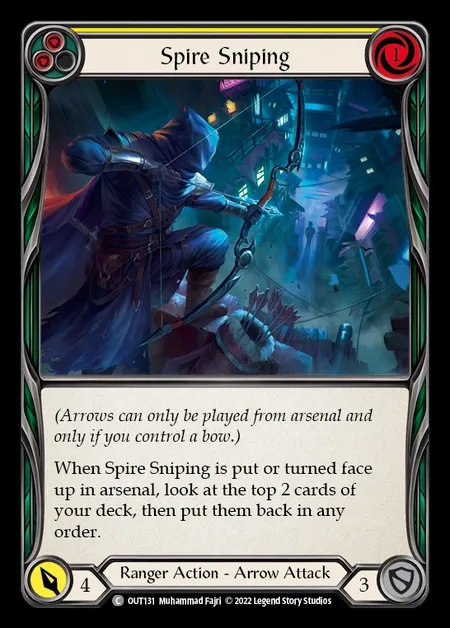 Spire Sniping
1
(Arrows can only be played from arsenal and
only if you control a bow.)
When Spire Sniping is put or turned face
up in arsenal, look at the top 2 cards of
your deck, then put them back in any
order.
4
Ranger Action - Arrow Attack
3
C OUT131 Muhammad Fajri © 2022 Legend Story Studios